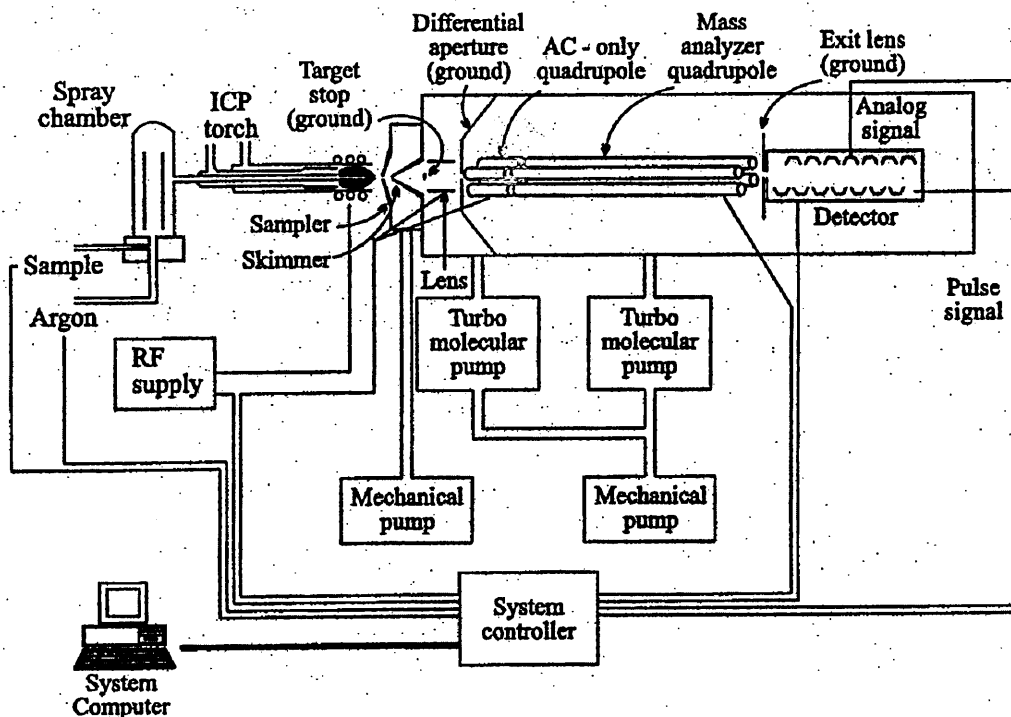 Differential
aperture
(ground)
AC - only
quadrupole
Mass
analyzer
quadrupole
Exit lens
(ground)
Target
stop
(ground)
Spray
chamber
ICP
torch
Analog
signal
Sampler
Skimmer
Detector
Sample
Lens
Argon
Pulse
signal
Turbo
molecular
pump
Turbo
molecular
pump
RF
supply
Mechanical
pump
Mechanical
pump
System
controller
System
Computer